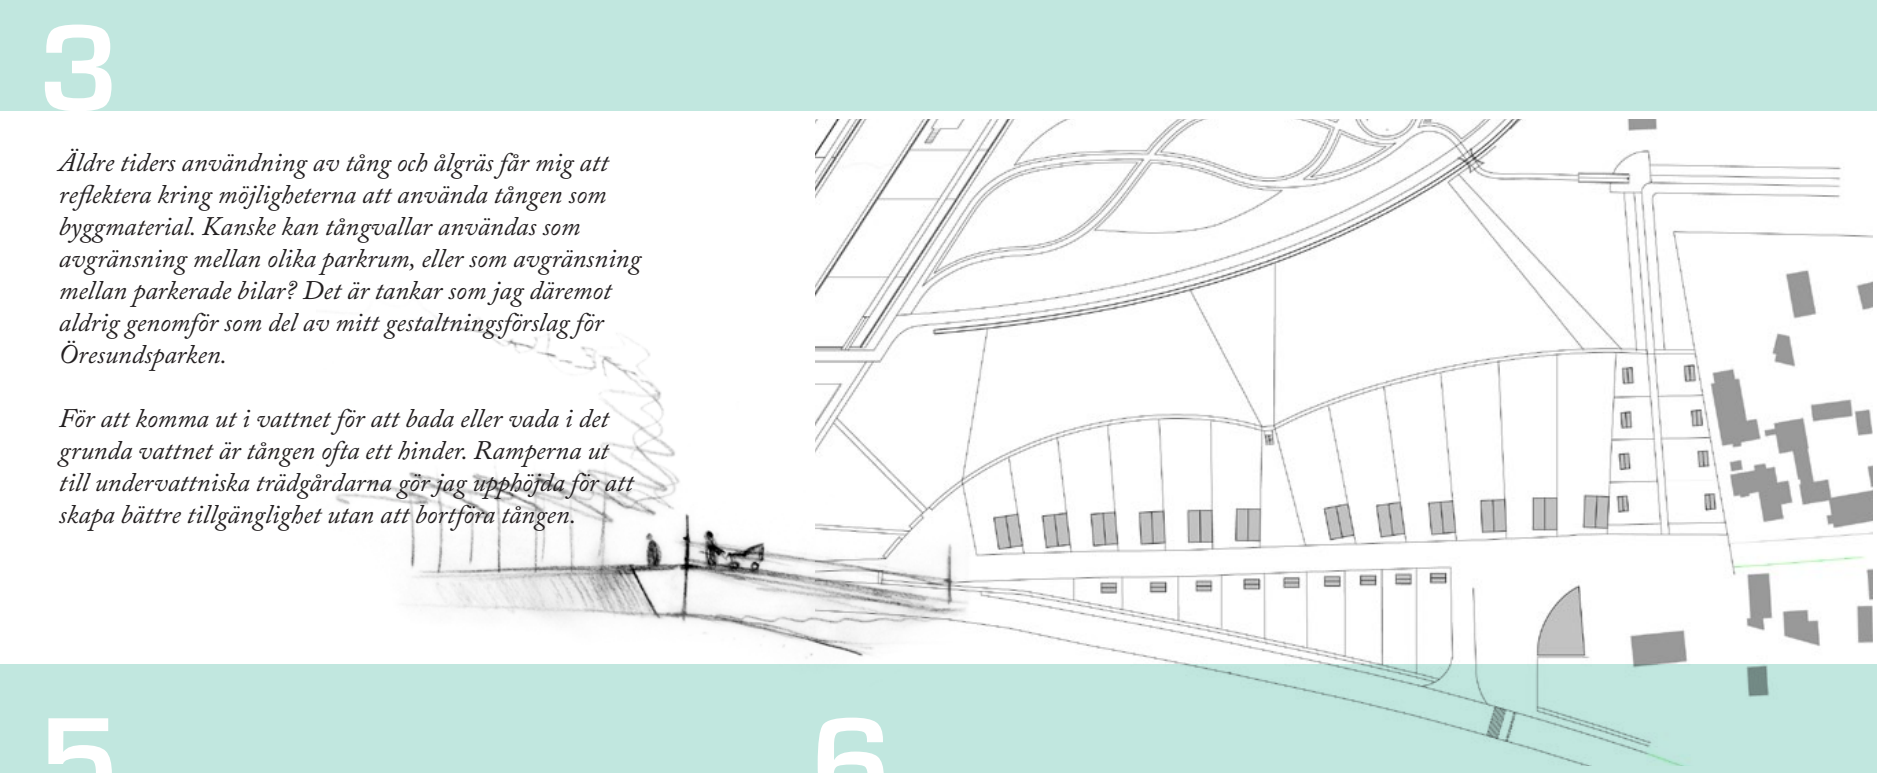 3
Äldre tiders användning av tång och ålgräs får mig att
reflektera kring möjligheterna att använda tången som
byggmaterial. Kanske kan tångvallar användas som
avgränsning mellan olika parkrum, eller som avgränsning
mellan parkerade bilar? Det är tankar som jag däremot
aldrig genomför som del av mitt gestaltningsförslag för
Öresundsparken.
För att komma ut i vattnet för att bada eller vada i det
grunda vattnet är tången ofta ett hinder. Ramperna ut
till undervattniska trädgårdarna gör jag upphöjda för att
skapa bättre tillgänglighet utan att bortföra tången.
5
6